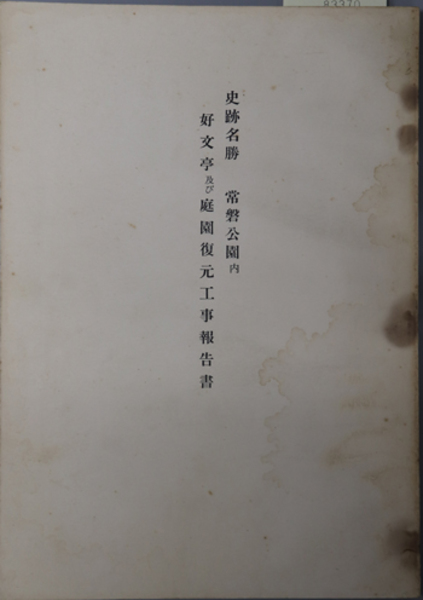 史跡名勝 常磐公園内
好文亭及び庭園復元工事報告書